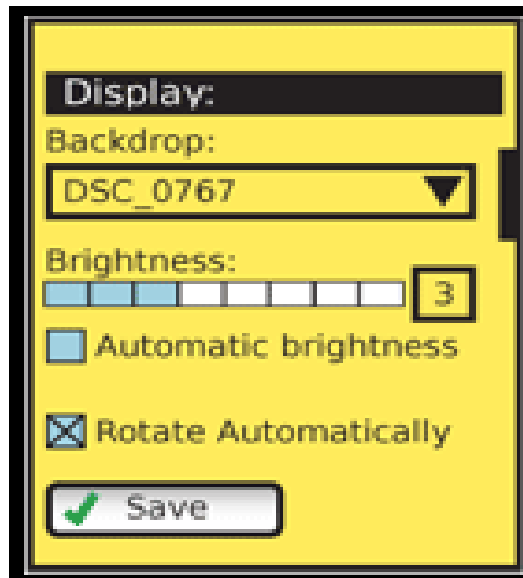 Display:
Backdrop:
DSC_0767
Brightness:
3
Automatic brightness
Rotate Automatically
Save